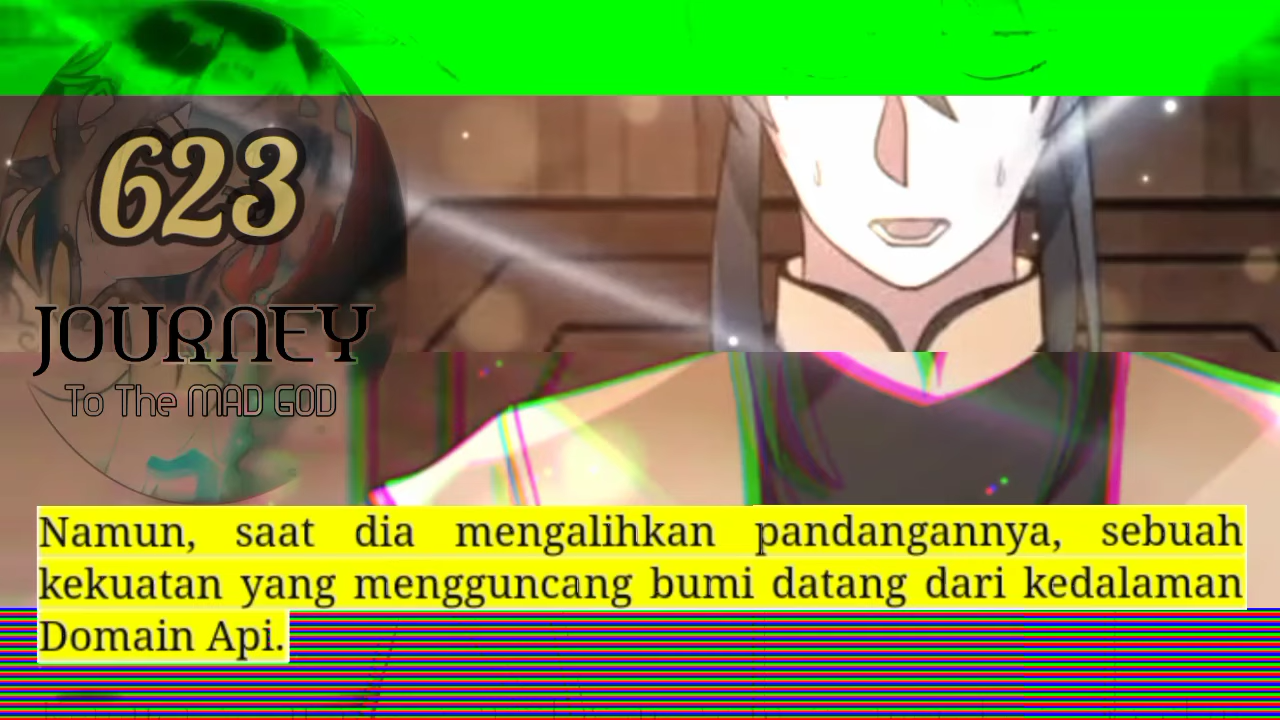 623
JOURNEY
To The MAD GOD
Namun, saat dia mengalihkan pandangannya, sebuah
kekuatan yang mengguncang bumi datang dari kedalaman
Domain Api.